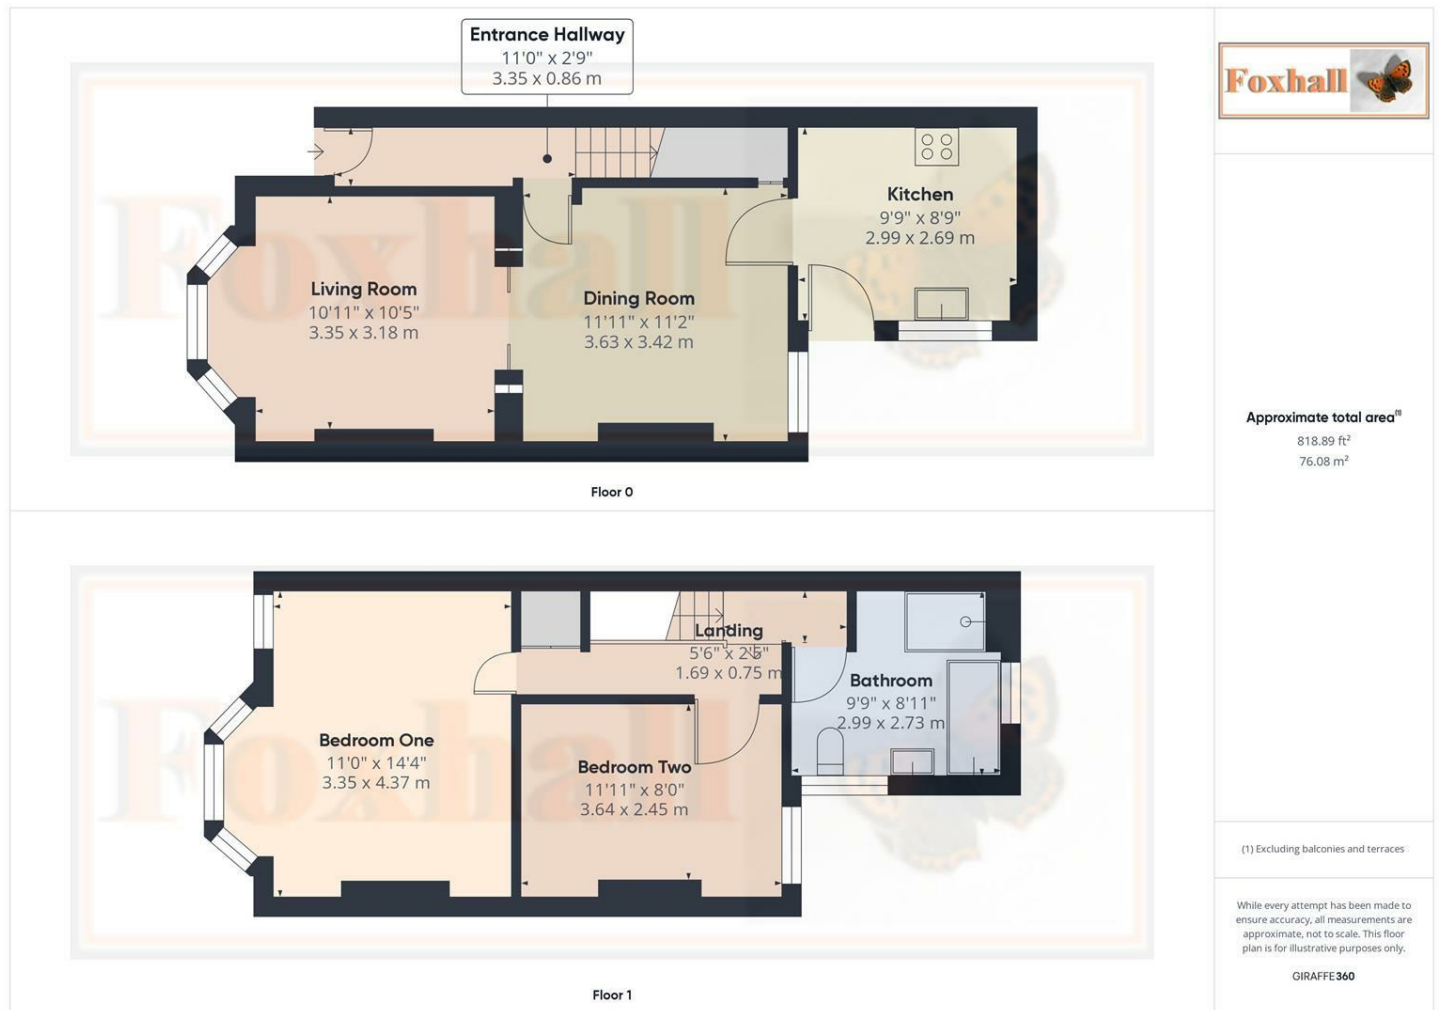 Entrance Hallway
11'0" x 2'9"
3.35 x 0.86 m
Foxhall
Kitchen
9'9" x 8'9"
2.99 x 2.69 m
Living Room
10'11" x 10'5"
3.35 x 3.18 m
Dining Room
11'11" x 11'2"
3.63 x 3.42 m
Foxhall
Floor 0
Landing
5'6" x 2'5"
1.69 x 0.75 m
Bathroom
9'9" x 8'11"
2.99 x 2.73 m
Bedroom One
11'0" x 14'4"
3.35 x 4.37 m
Bedroom Two
11'11" x 8'0"
3.64 x 2.45 m
Foxhall
Floor 1
Approximate total area⁽¹⁾
818.89 ft²
76.08 m²
(1) Excluding balconies and terraces
While every attempt has been made to
ensure accuracy, all measurements are
approximate, not to scale. This floor
plan is for illustrative purposes only.
GIRAFFE360